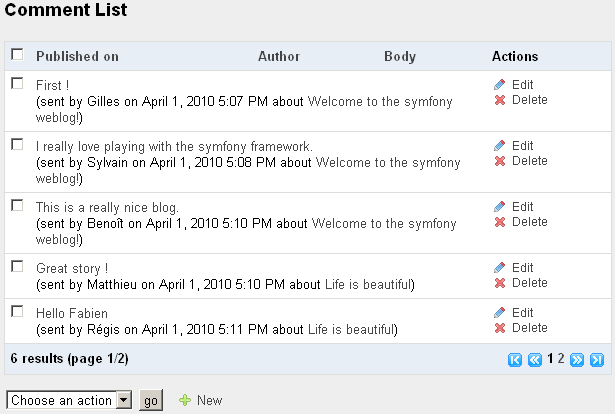 Comment List
Published on Author Body Actions
First ! Edit
(sent by Gilles on April 1, 2010 5:07 PM about Welcome to the symfony Delete
weblog!)
I really love playing with the symfony framework. Edit
(sent by Sylvain on April 1, 2010 5:08 PM about Welcome to the symfony Delete
weblog!)
This is a really nice blog. Edit
(sent by Benoît on April 1, 2010 5:10 PM about Welcome to the symfony Delete
weblog!)
Great story ! Edit
(sent by Matthieu on April 1, 2010 5:10 PM about Life is beautiful) Delete
Hello Fabien Edit
(sent by Régis on April 1, 2010 5:11 PM about Life is beautiful) Delete
6 results (page 1/2) 1 2
Choose an action go New